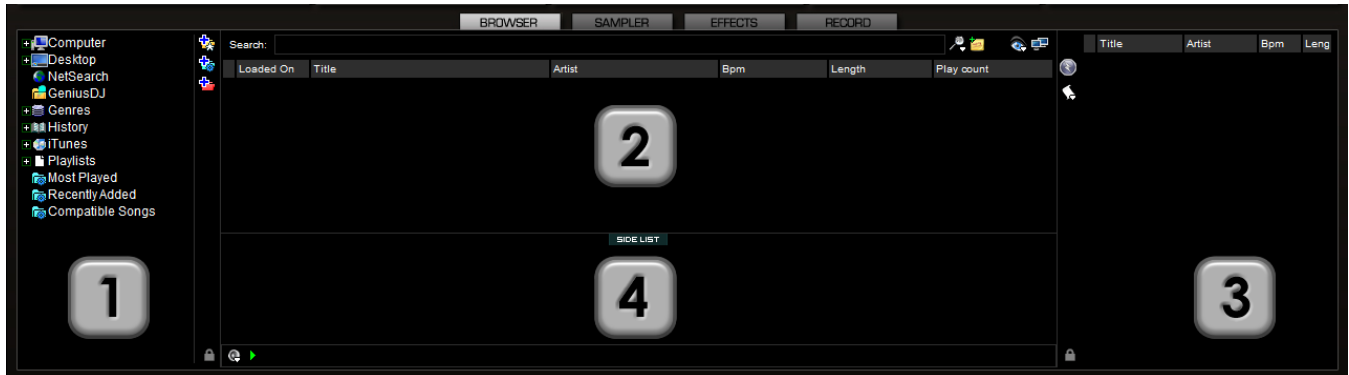 BROWSER SAMPLER EFFECTS RECORD
Computer
Desktop
NetSearch
GeniusDJ
Genres
History
iTunes
Playlists
Most Played
Recently Added
Compatible Songs
1
Search:
Loaded On Title Artist Bpm Length Play count
2
SIDE LIST
4
Title Artist Bpm Leng
3